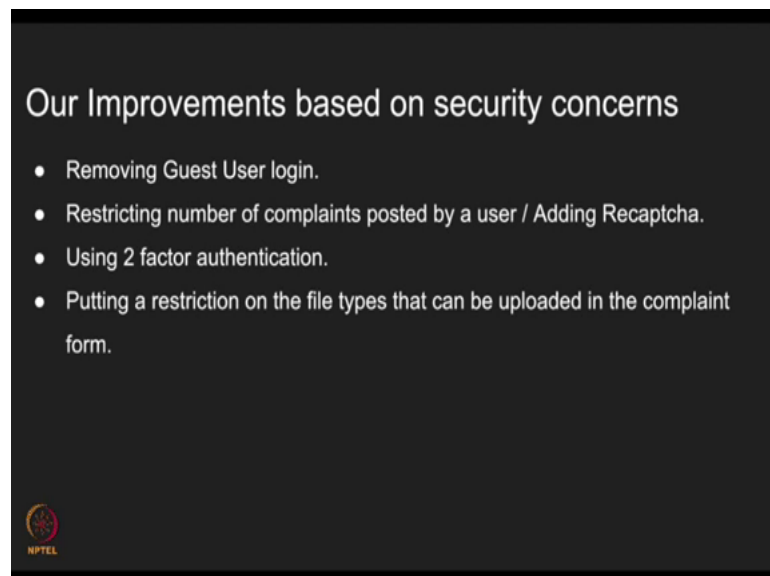 Our Improvements based on security concerns
● Removing Guest User login.
● Restricting number of complaints posted by a user / Adding Recaptcha.
● Using 2 factor authentication.
● Putting a restriction on the file types that can be uploaded in the complaint
form.
NPTEL